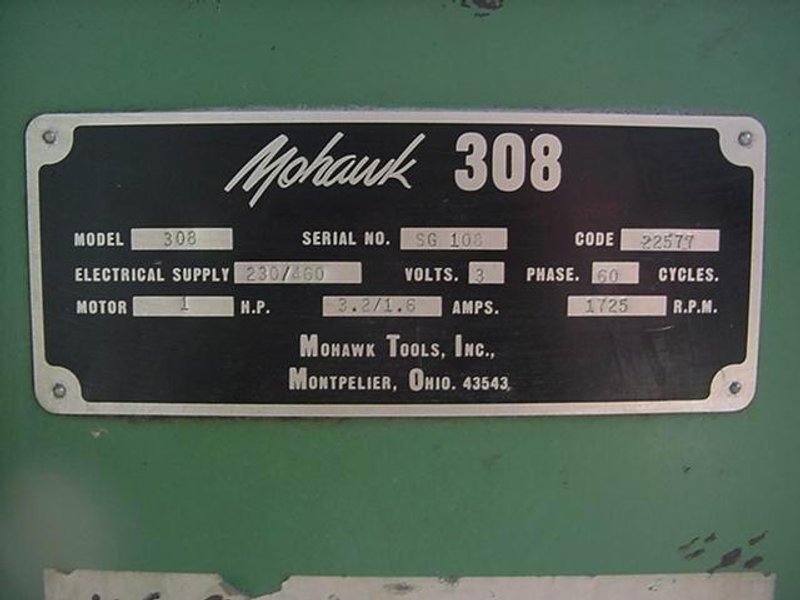 Mohawk 308
MODEL 308 SERIAL NO. SG 108 CODE 22577
ELECTRICAL SUPPLY 230/460 VOLTS. 3 PHASE. 60 CYCLES.
MOTOR 1 H.P. 3.2/1.6 AMPS. 1725 R.P.M.
MOHAWK TOOLS, INC.,
MONTPELIER, OHIO. 43543